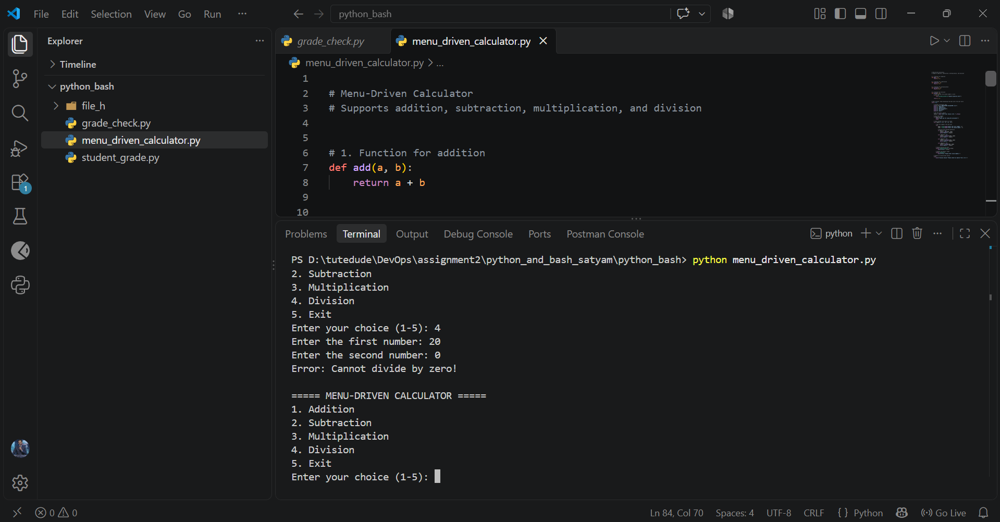 File Edit Selection View Go Run
python_bash
Explorer
Timeline
python_bash
file_h
grade_check.py
menu_driven_calculator.py
student_grade.py
1
grade_check.py
menu_driven_calculator.py
menu_driven_calculator.py > ...
1
2 # Menu-Driven Calculator
3 # Supports addition, subtraction, multiplication, and division
4
5
6 # 1. Function for addition
7 def add(a, b):
8 return a + b
9
10
Problems Terminal Output Debug Console Ports Postman Console
python
PS D:\tutedude\DevOps\assignment2\python_and_bash_satyam\python_bash> python menu_driven_calculator.py
2. Subtraction
3. Multiplication
4. Division
5. Exit
Enter your choice (1-5): 4
Enter the first number: 20
Enter the second number: 0
Error: Cannot divide by zero!
===== MENU-DRIVEN CALCULATOR =====
1. Addition
2. Subtraction
3. Multiplication
4. Division
5. Exit
Enter your choice (1-5):
0 0
Ln 84, Col 70 Spaces: 4 UTF-8 CRLF { } Python Go Live